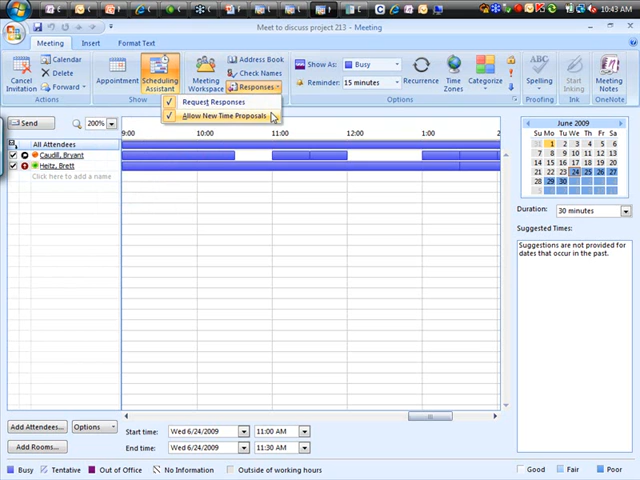 10:43 AM
Meet to discuss project 213 - Meeting
Meeting Insert Format Text
Cancel Invitation
Calendar
Delete
Forward
Actions
Appointment
Scheduling Assistant
Show
Meeting Workspace
Address Book
Check Names
Responses
Request Responses
Allow New Time Proposals
Show As: Busy
Reminder: 15 minutes
Recurrence
Time Zones
Categorize
Options
Spelling
Proofing
Start Inking
Ink
Meeting Notes
OneNote
Send
200%
9:00 10:00 11:00 12:00 1:00 2:
All Attendees
Caudill, Bryant
Heitz, Brett
Click here to add a name
June 2009
Su Mo Tu We Th Fr Sa
31 1 2 3 4 5 6
7 8 9 10 11 12 13
14 15 16 17 18 19 20
21 22 23 24 25 26 27
28 29 30
Duration: 30 minutes
Suggested Times:
Suggestions are not provided for
dates that occur in the past.
Add Attendees... Options
Add Rooms...
Start time: Wed 6/24/2009 11:00 AM
End time: Wed 6/24/2009 11:30 AM
Busy Tentative Out of Office No Information Outside of working hours
Good Fair Poor